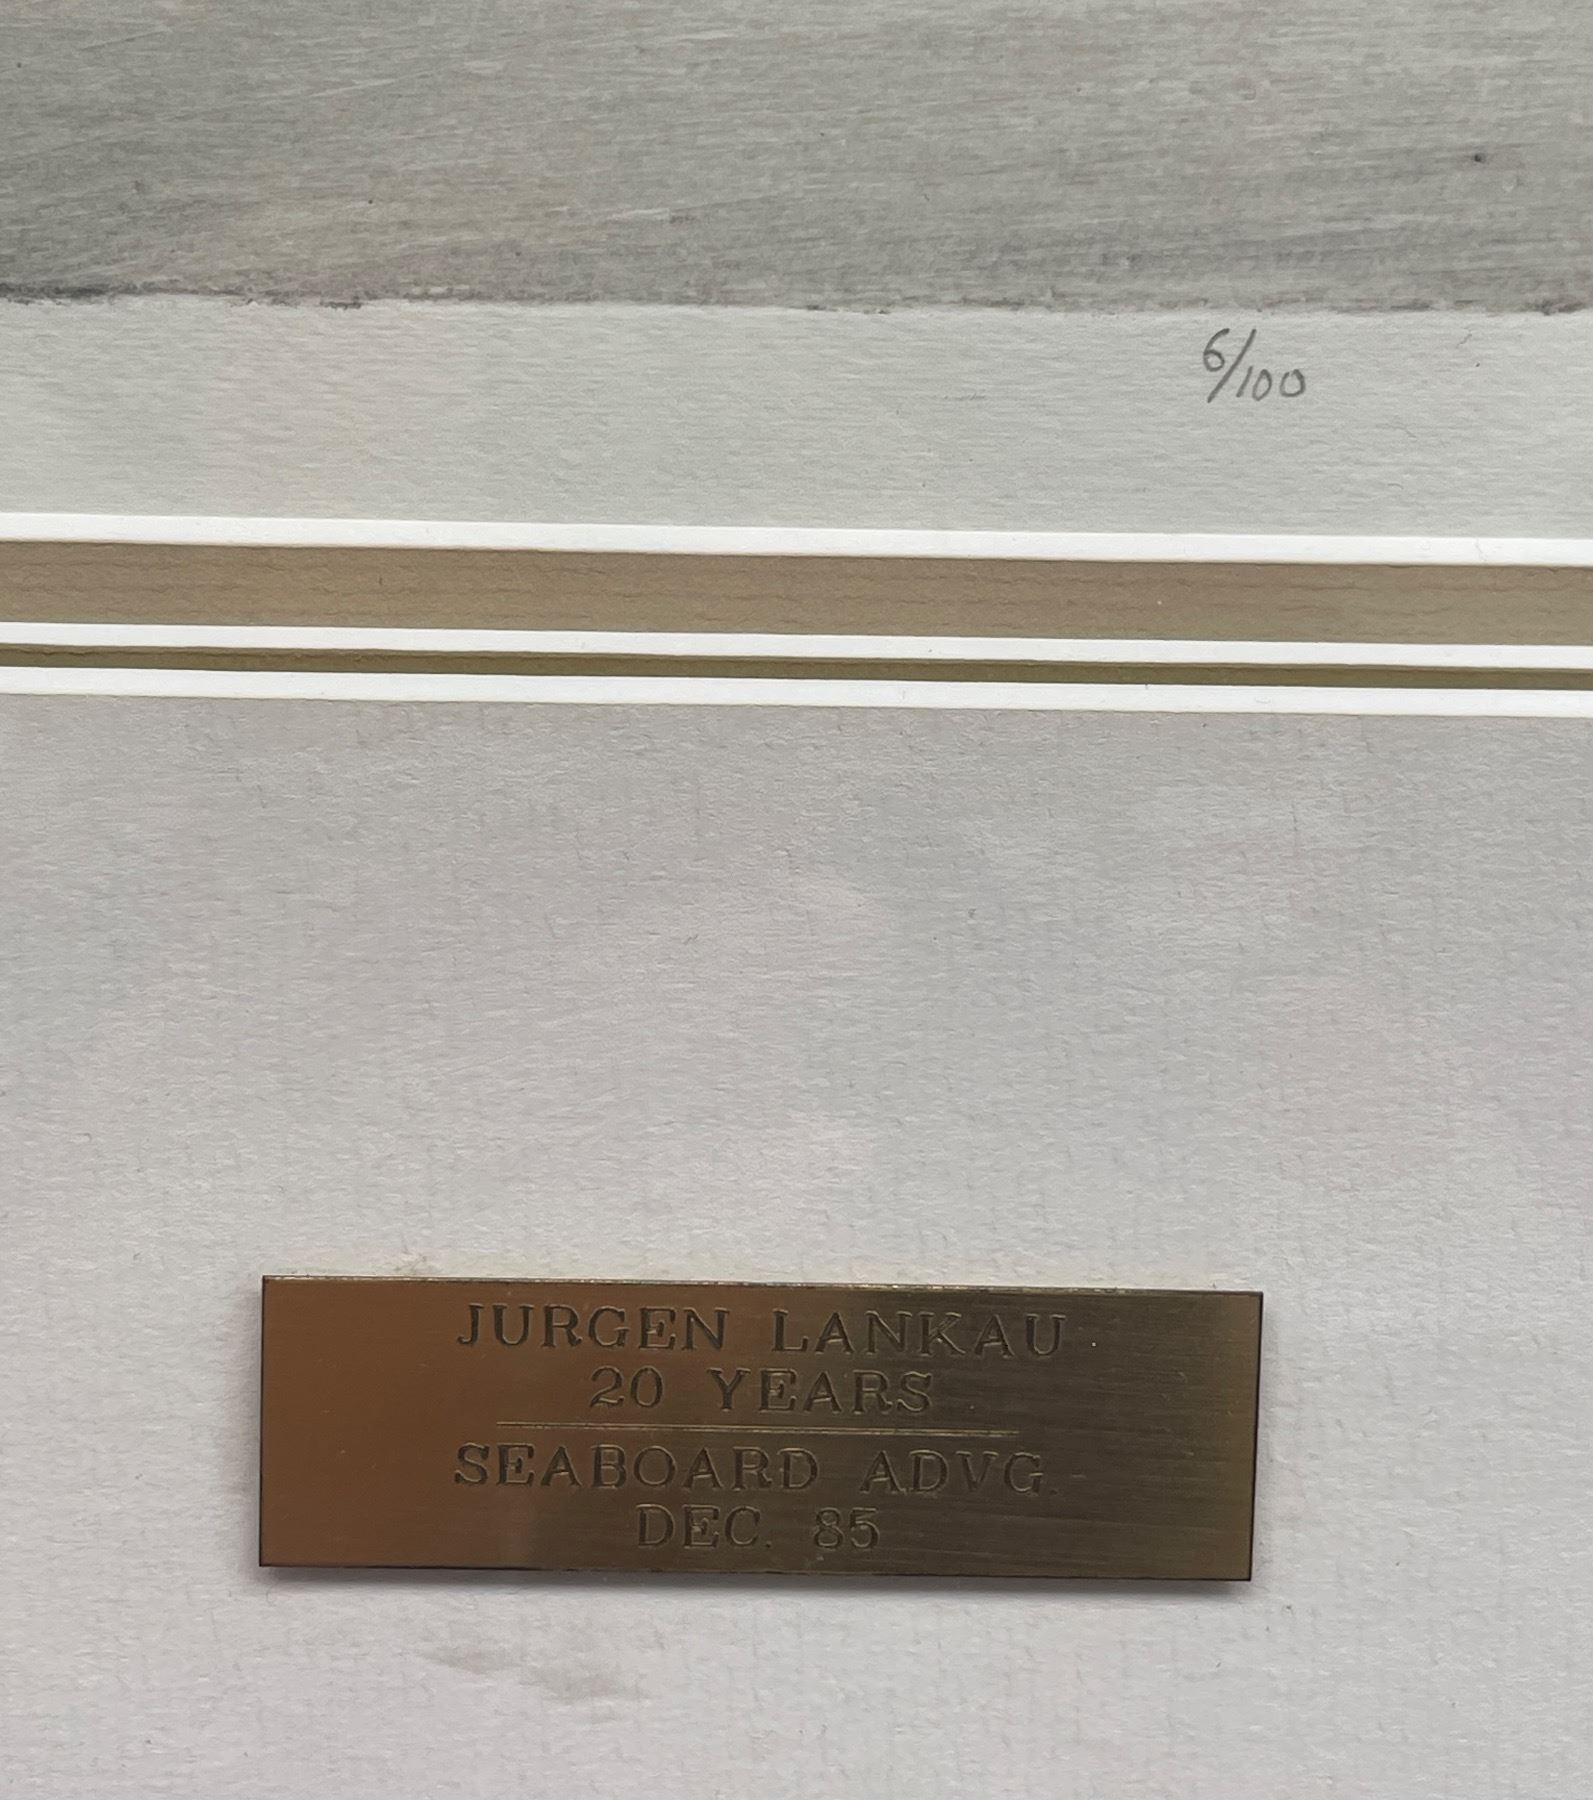 6/100
JURGEN LANKAU
20 YEARS
SEABOARD ADVG.
DEC. 85